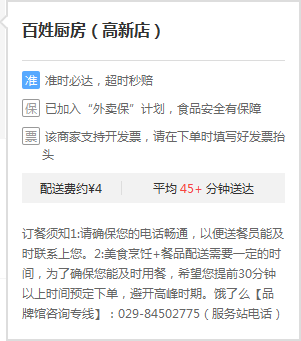 百姓厨房（高新店）
准 准时必达，超时秒赔
保 已加入“外卖保”计划，食品安全有保障
票 该商家支持开发票，请在下单时填写好发票抬
头
配送费约¥4 平均 45+ 分钟送达
订餐须知1:请确保您的电话畅通，以便送餐员能及
时联系上您。2:美食烹饪+餐品配送需要一定的时
间，为了确保您能及时用餐，希望您提前30分钟
以上时间预定下单，避开高峰时期。饿了么【品
牌馆咨询专线】：029-84502775（服务站电话）